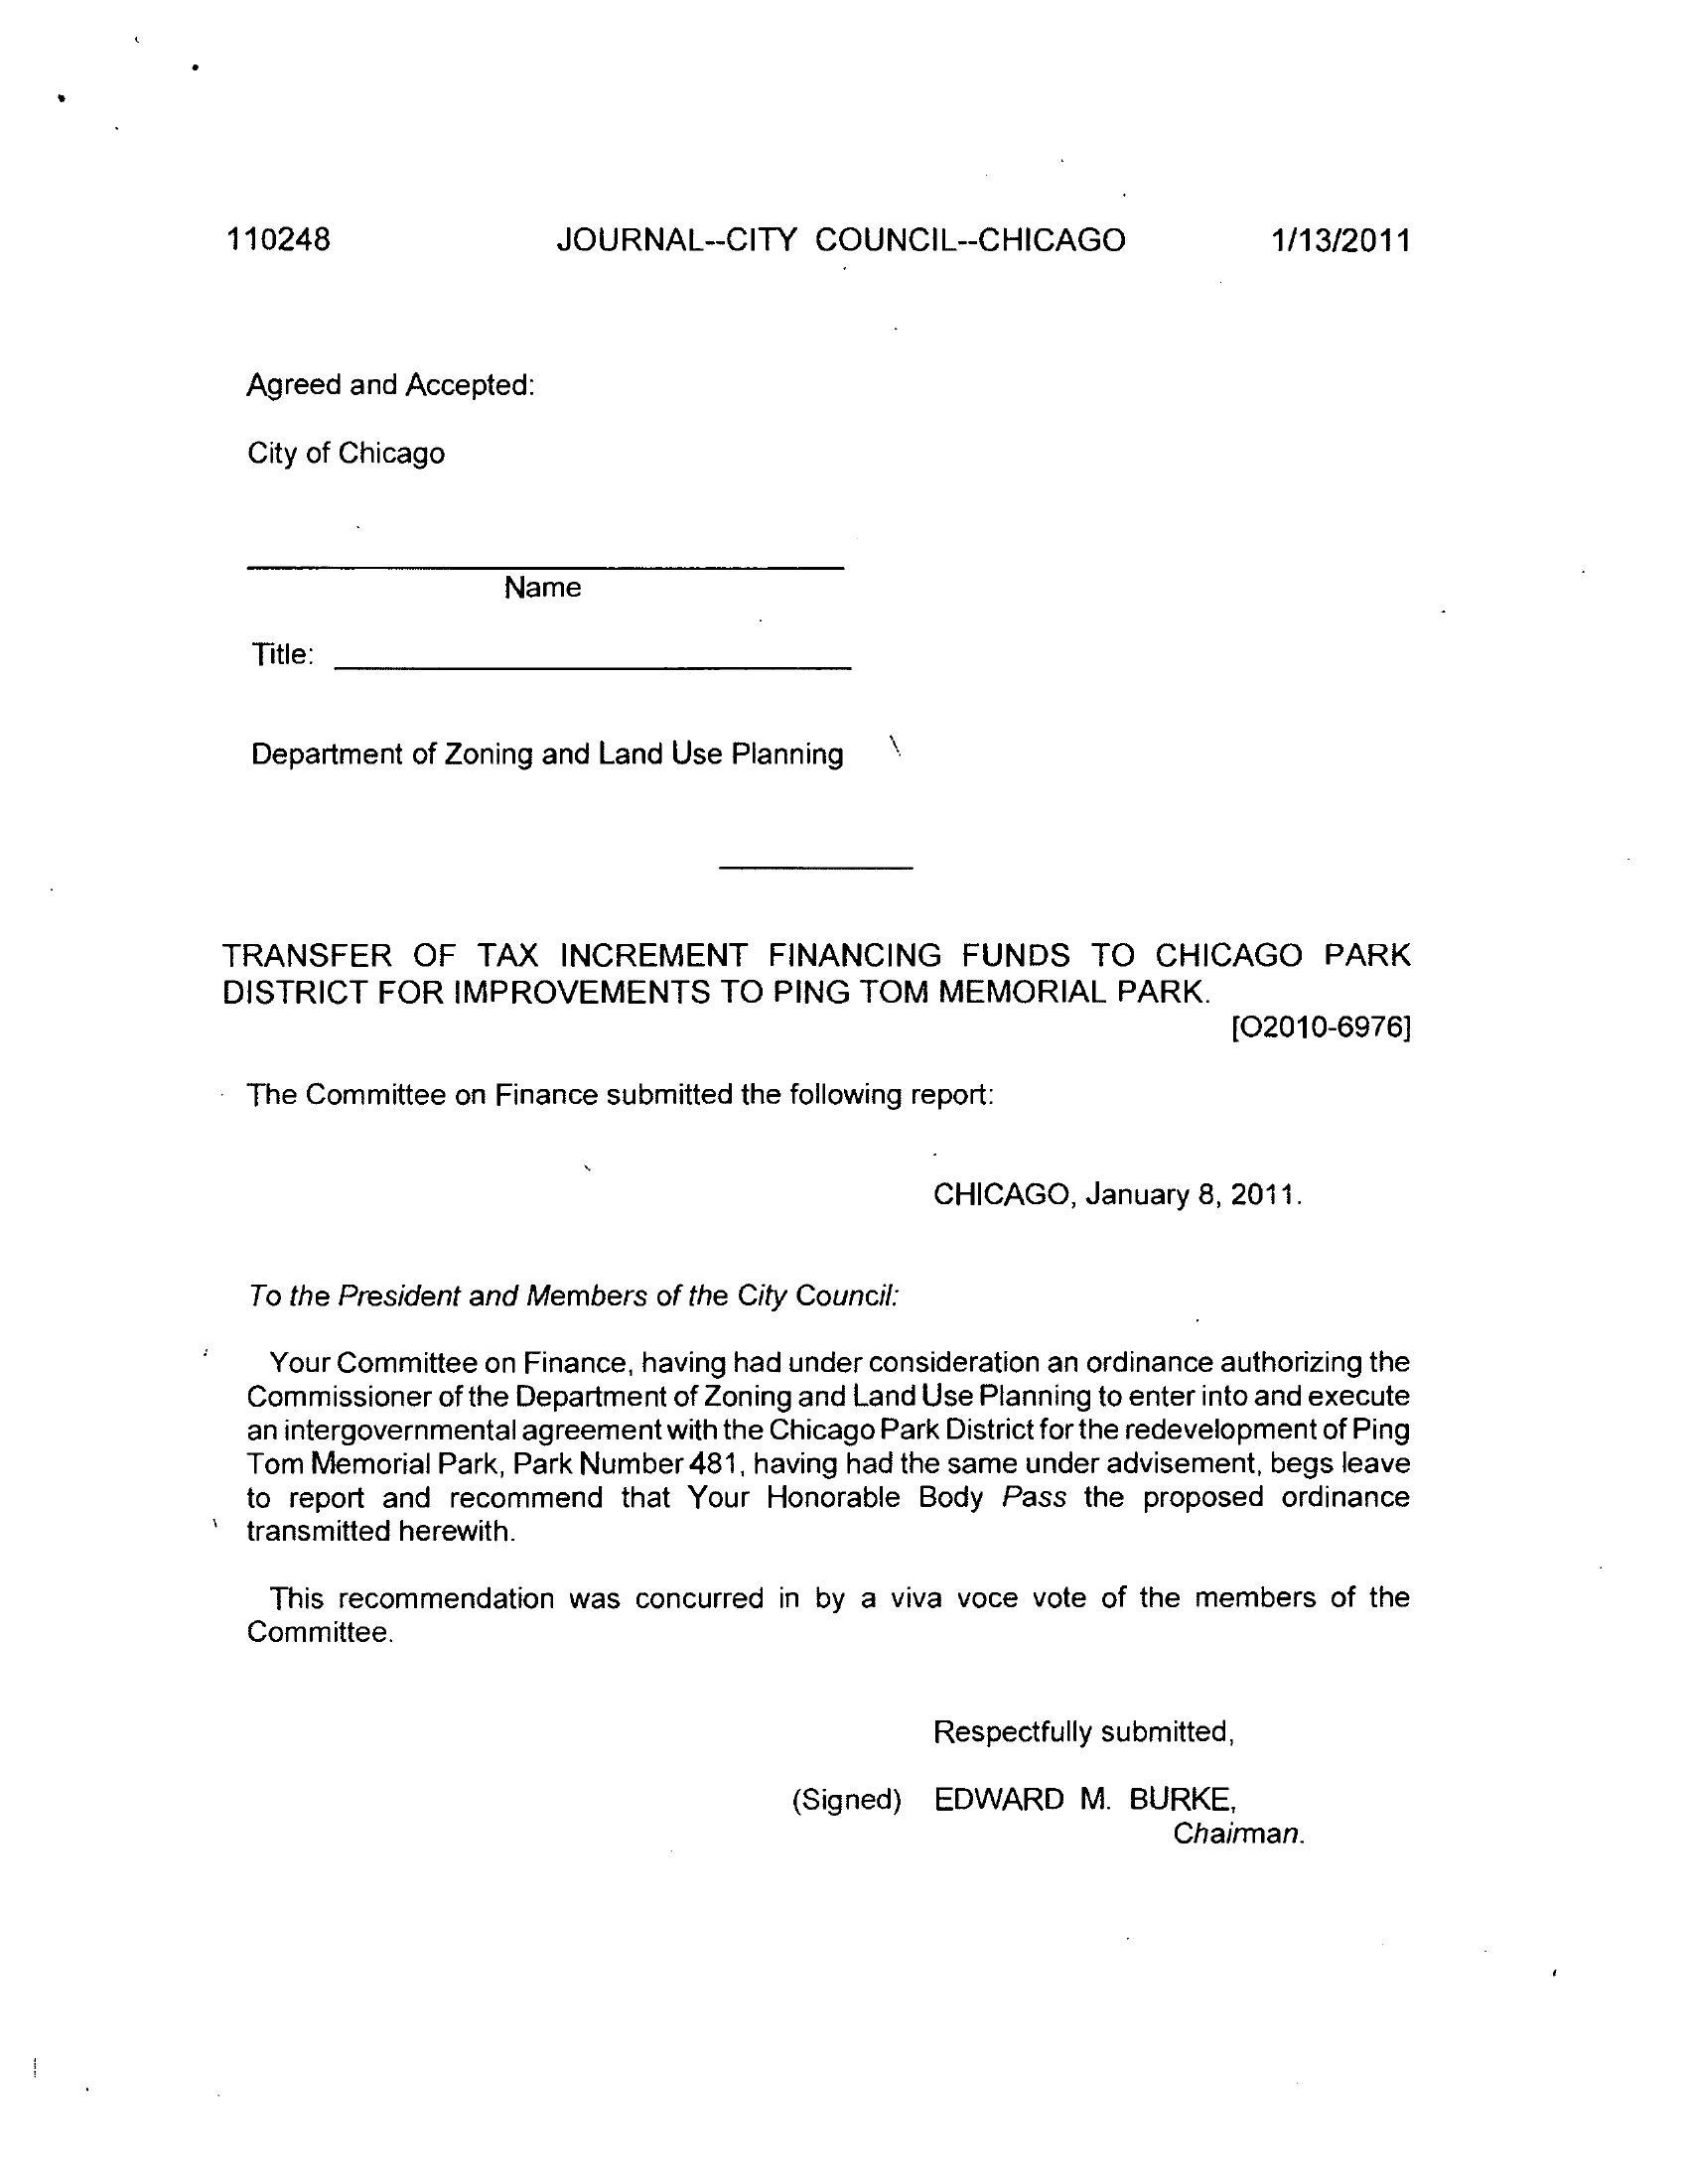 110248 JOURNAL--CITY COUNCIL--CHICAGO 1/13/2011
Agreed and Accepted:
City of Chicago
Name
Title:
Department of Zoning and Land Use Planning
TRANSFER OF TAX INCREMENT FINANCING FUNDS TO CHICAGO PARK
DISTRICT FOR IMPROVEMENTS TO PING TOM MEMORIAL PARK.
[O2010-6976]
The Committee on Finance submitted the following report:
CHICAGO, January 8, 2011.
To the President and Members of the City Council:
Your Committee on Finance, having had under consideration an ordinance authorizing the
Commissioner of the Department of Zoning and Land Use Planning to enter into and execute
an intergovernmental agreement with the Chicago Park District for the redevelopment of Ping
Tom Memorial Park, Park Number 481, having had the same under advisement, begs leave
to report and recommend that Your Honorable Body Pass the proposed ordinance
transmitted herewith.
This recommendation was concurred in by a viva voce vote of the members of the
Committee.
Respectfully submitted,
(Signed) EDWARD M. BURKE,
Chairman.